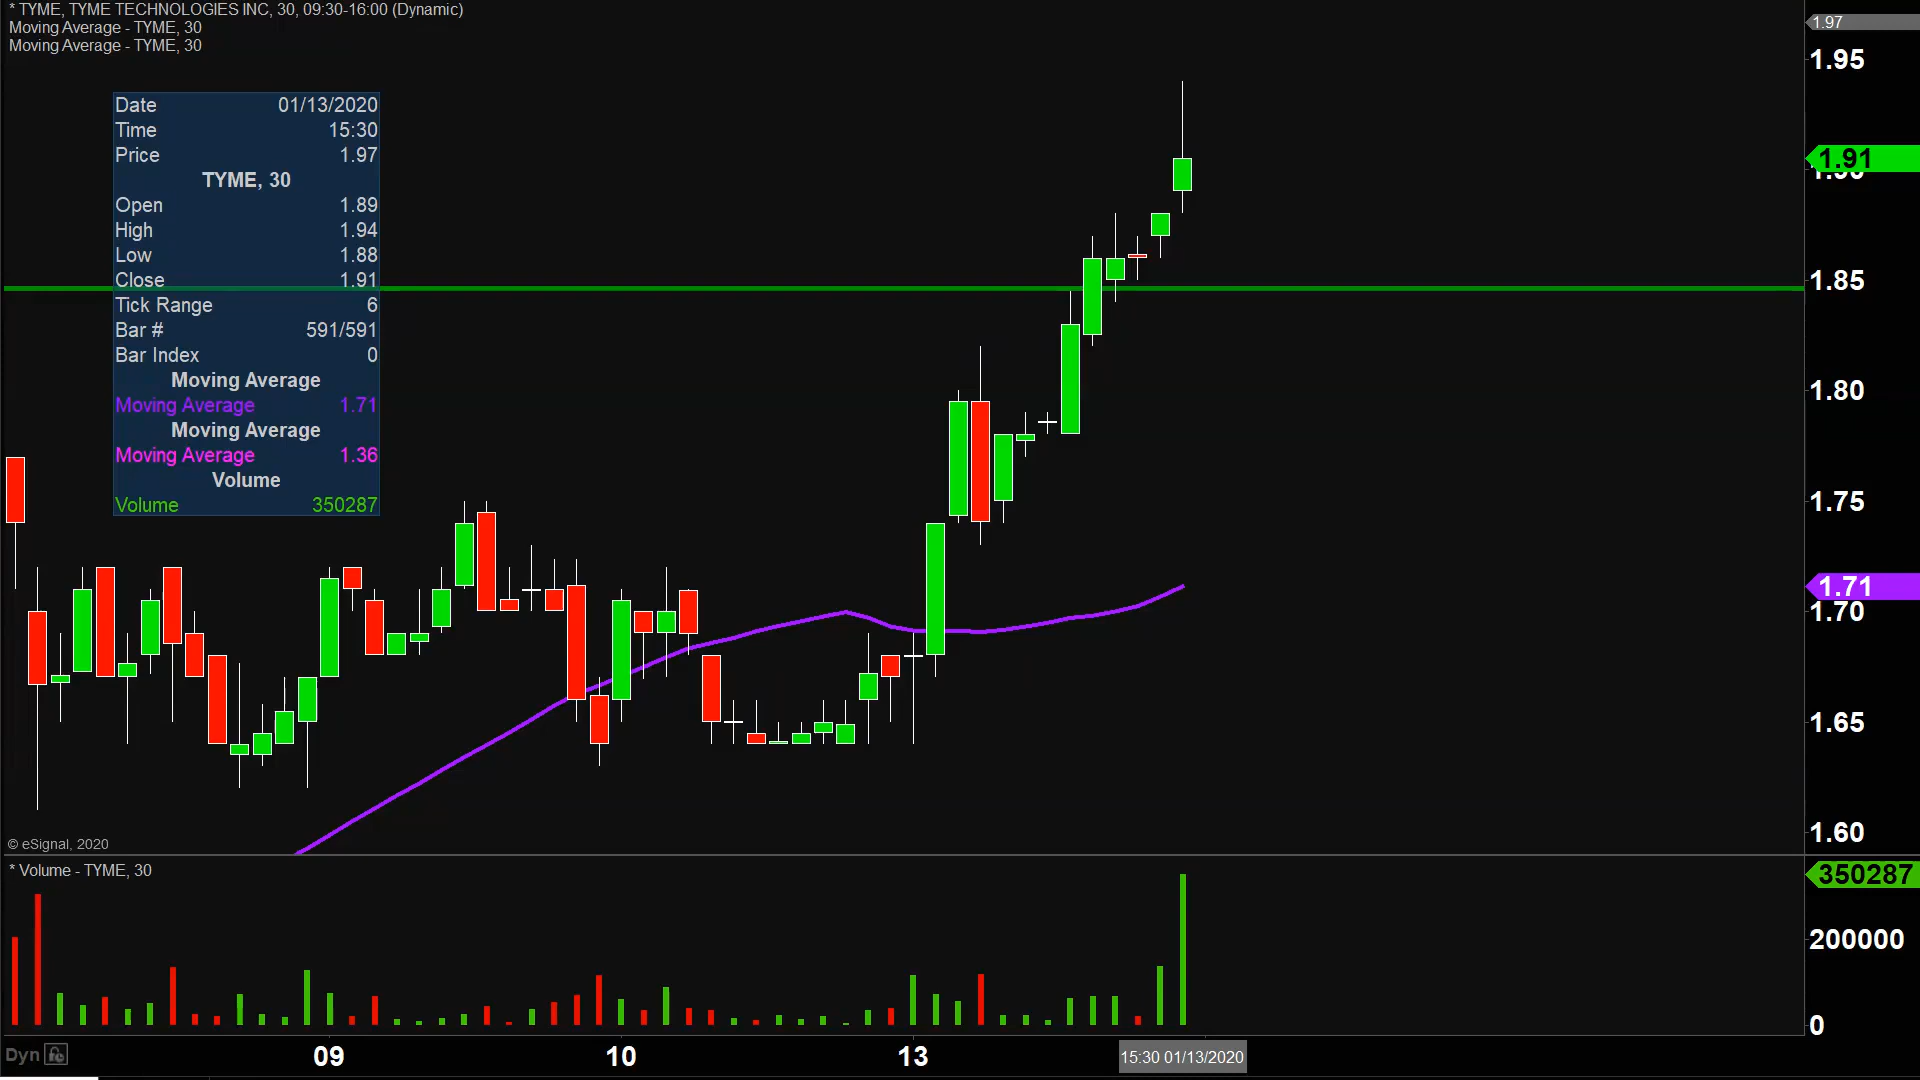 * TYME, TYME TECHNOLOGIES INC, 30, 09:30-16:00 (Dynamic)
Moving Average - TYME, 30
Moving Average - TYME, 30
1.97
1.95
Date 01/13/2020
Time 15:30
Price 1.97
TYME, 30
Open 1.89
High 1.94
Low 1.88
Close 1.91
Tick Range 6
Bar # 591/591
Bar Index 0
Moving Average
Moving Average 1.71
Moving Average
Moving Average 1.36
Volume
Volume 350287
1.91
1.90
1.85
1.80
1.75
1.71
1.70
1.65
1.60
© eSignal, 2020
* Volume - TYME, 30
350287
200000
0
Dyn
09
10
13
15:30 01/13/2020